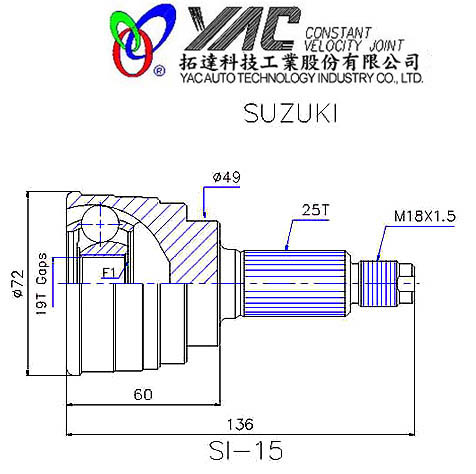 YAC CONSTANT
VELOCITY JOINT
拓達科技工業股份有限公司
® YAC AUTO TECHNOLOGY INDUSTRY CO., LTD.
SUZUKI
ø49
25T
M18X1.5
ø72
19T Gaps
F1
60
136
SI-15